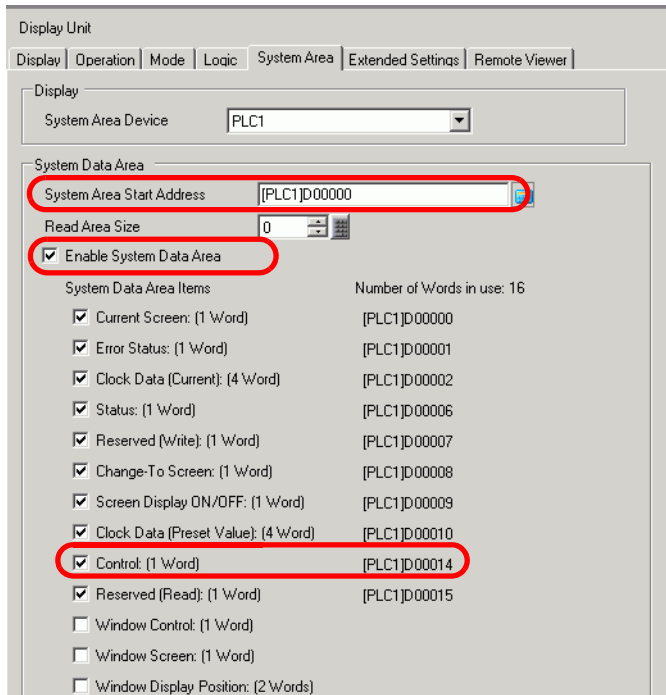 Display Unit
Display Operation Mode Logic System Area Extended Settings Remote Viewer
Display
System Area Device PLC1
System Data Area
System Area Start Address [PLC1]D00000
Read Area Size 0
Enable System Data Area
System Data Area Items Number of Words in use: 16
Current Screen: (1 Word) [PLC1]D00000
Error Status: (1 Word) [PLC1]D00001
Clock Data (Current): (4 Word) [PLC1]D00002
Status: (1 Word) [PLC1]D00006
Reserved (Write): (1 Word) [PLC1]D00007
Change-To Screen: (1 Word) [PLC1]D00008
Screen Display ON/OFF: (1 Word) [PLC1]D00009
Clock Data (Preset Value): (4 Word) [PLC1]D00010
Control: (1 Word) [PLC1]D00014
Reserved (Read): (1 Word) [PLC1]D00015
Window Control: (1 Word)
Window Screen: (1 Word)
Window Display Position: (2 Words)